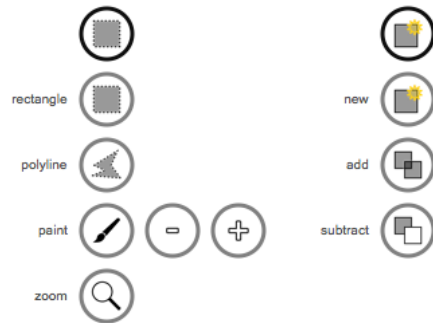 rectangle
new
polyline
add
paint
subtract
zoom